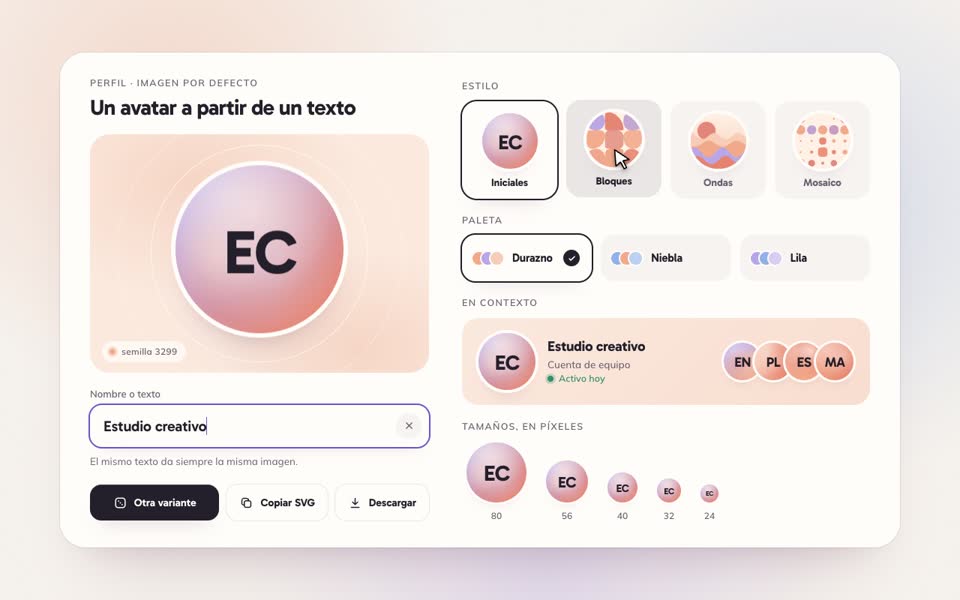 PERFIL · IMAGEN POR DEFECTO
Un avatar a partir de un texto
EC
semilla 3299
Nombre o texto
Estudio creativo
El mismo texto da siempre la misma imagen.
Otra variante
Copiar SVG
Descargar
ESTILO
EC
Iniciales
Bloques
Ondas
Mosaico
PALETA
Durazno
Niebla
Lila
EN CONTEXTO
EC
Estudio creativo
Cuenta de equipo
Activo hoy
EN PL ES MA
TAMAÑOS, EN PÍXELES
EC EC EC EC EC
80 56 40 32 24